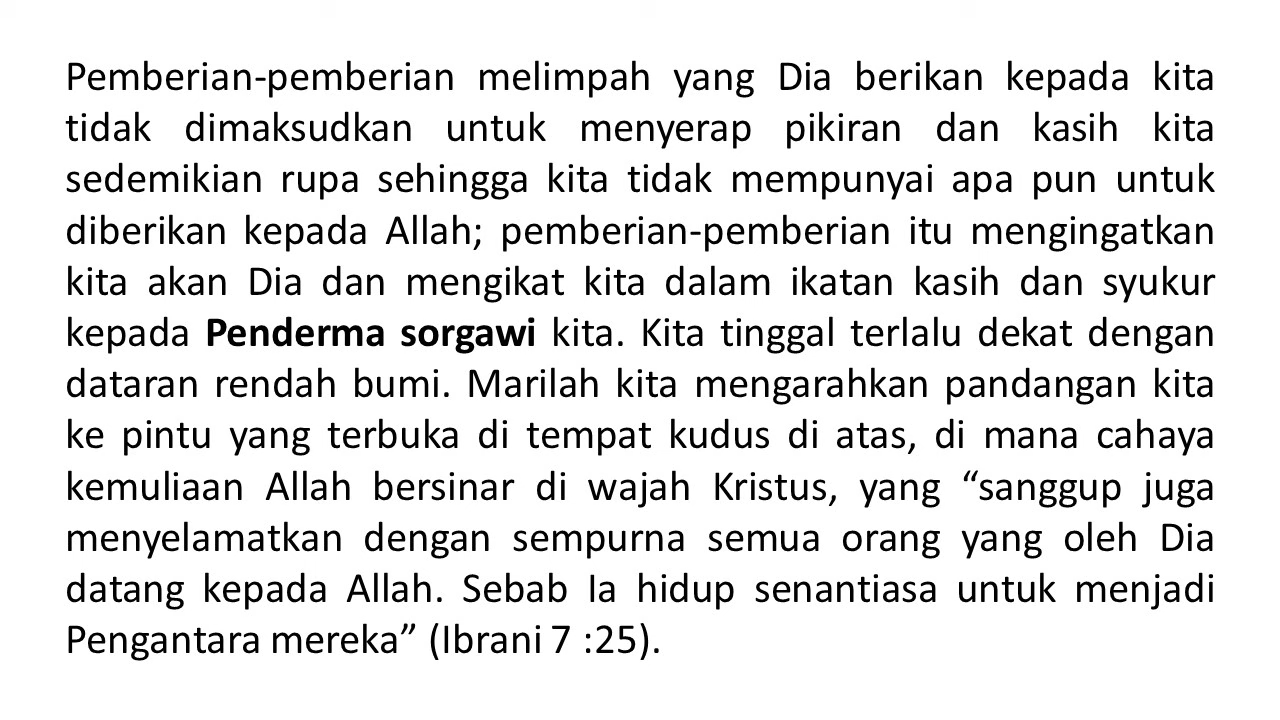 Pemberian-pemberian melimpah yang Dia berikan kepada kita
tidak dimaksudkan untuk menyerap pikiran dan kasih kita
sedemikian rupa sehingga kita tidak mempunyai apa pun untuk
diberikan kepada Allah; pemberian-pemberian itu mengingatkan
kita akan Dia dan mengikat kita dalam ikatan kasih dan syukur
kepada Penderma sorgawi kita. Kita tinggal terlalu dekat dengan
dataran rendah bumi. Marilah kita mengarahkan pandangan kita
ke pintu yang terbuka di tempat kudus di atas, di mana cahaya
kemuliaan Allah bersinar di wajah Kristus, yang “sanggup juga
menyelamatkan dengan sempurna semua orang yang oleh Dia
datang kepada Allah. Sebab Ia hidup senantiasa untuk menjadi
Pengantara mereka” (Ibrani 7 :25).